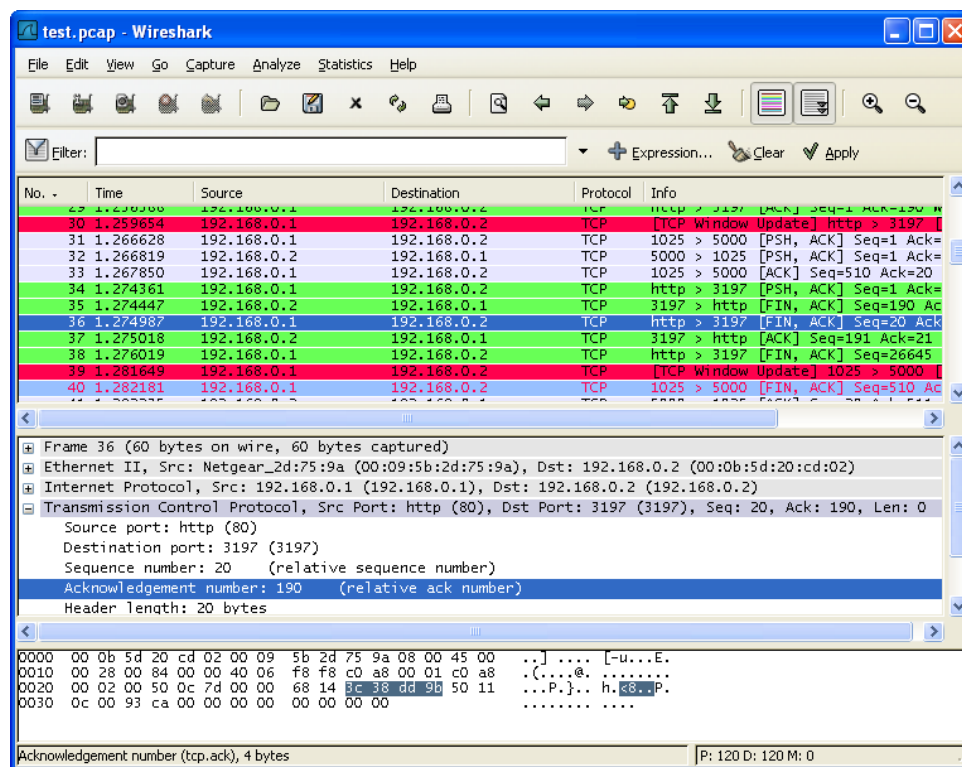 test.pcap - Wireshark
File Edit View Go Capture Analyze Statistics Help
Filter: Expression... Clear Apply
No. - Time Source Destination Protocol Info
29 192.168.0.1 192.168.0.2 TCP http > 3197 [ACK] Seq=1 Ack=190
30 1.259654 192.168.0.1 192.168.0.2 TCP [TCP Window Update] http > 3197 [
31 1.266628 192.168.0.1 192.168.0.2 TCP 1025 > 5000 [PSH, ACK] Seq=1 Ack=
32 1.266819 192.168.0.2 192.168.0.1 TCP 5000 > 1025 [PSH, ACK] Seq=1 Ack=
33 1.267850 192.168.0.1 192.168.0.2 TCP 1025 > 5000 [ACK] Seq=510 Ack=20
34 1.274361 192.168.0.1 192.168.0.2 TCP http > 3197 [PSH, ACK] Seq=1 Ack=
35 1.274447 192.168.0.2 192.168.0.1 TCP 3197 > http [FIN, ACK] Seq=190 Ac
36 1.274987 192.168.0.1 192.168.0.2 TCP http > 3197 [FIN, ACK] Seq=20 Ack
37 1.275018 192.168.0.2 192.168.0.1 TCP 3197 > http [ACK] Seq=191 Ack=21
38 1.276019 192.168.0.1 192.168.0.2 TCP http > 3197 [FIN, ACK] Seq=26645
39 1.281649 192.168.0.1 192.168.0.2 TCP [TCP Window Update] 1025 > 5000 [
40 1.282181 192.168.0.1 192.168.0.2 TCP 1025 > 5000 [FIN, ACK] Seq=510 Ac
Frame 36 (60 bytes on wire, 60 bytes captured)
Ethernet II, Src: Netgear_2d:75:9a (00:09:5b:2d:75:9a), Dst: 192.168.0.2 (00:0b:5d:20:cd:02)
Internet Protocol, Src: 192.168.0.1 (192.168.0.1), Dst: 192.168.0.2 (192.168.0.2)
Transmission Control Protocol, Src Port: http (80), Dst Port: 3197 (3197), Seq: 20, Ack: 190, Len: 0
Source port: http (80)
Destination port: 3197 (3197)
Sequence number: 20 (relative sequence number)
Acknowledgement number: 190 (relative ack number)
Header length: 20 bytes
0000 00 0b 5d 20 cd 02 00 09 5b 2d 75 9a 08 00 45 00 ..] .... [-u...E.
0010 00 28 00 84 00 00 40 06 f8 f8 c0 a8 00 01 c0 a8 .(....@. ........
0020 00 02 00 50 0c 7d 00 00 68 14 3c 38 dd 9b 50 11 ...P.}.. h.<8..P.
0030 0c 00 93 ca 00 00 00 00 00 00 00 00 ........ ....
Acknowledgement number (tcp.ack), 4 bytes P: 120 D: 120 M: 0